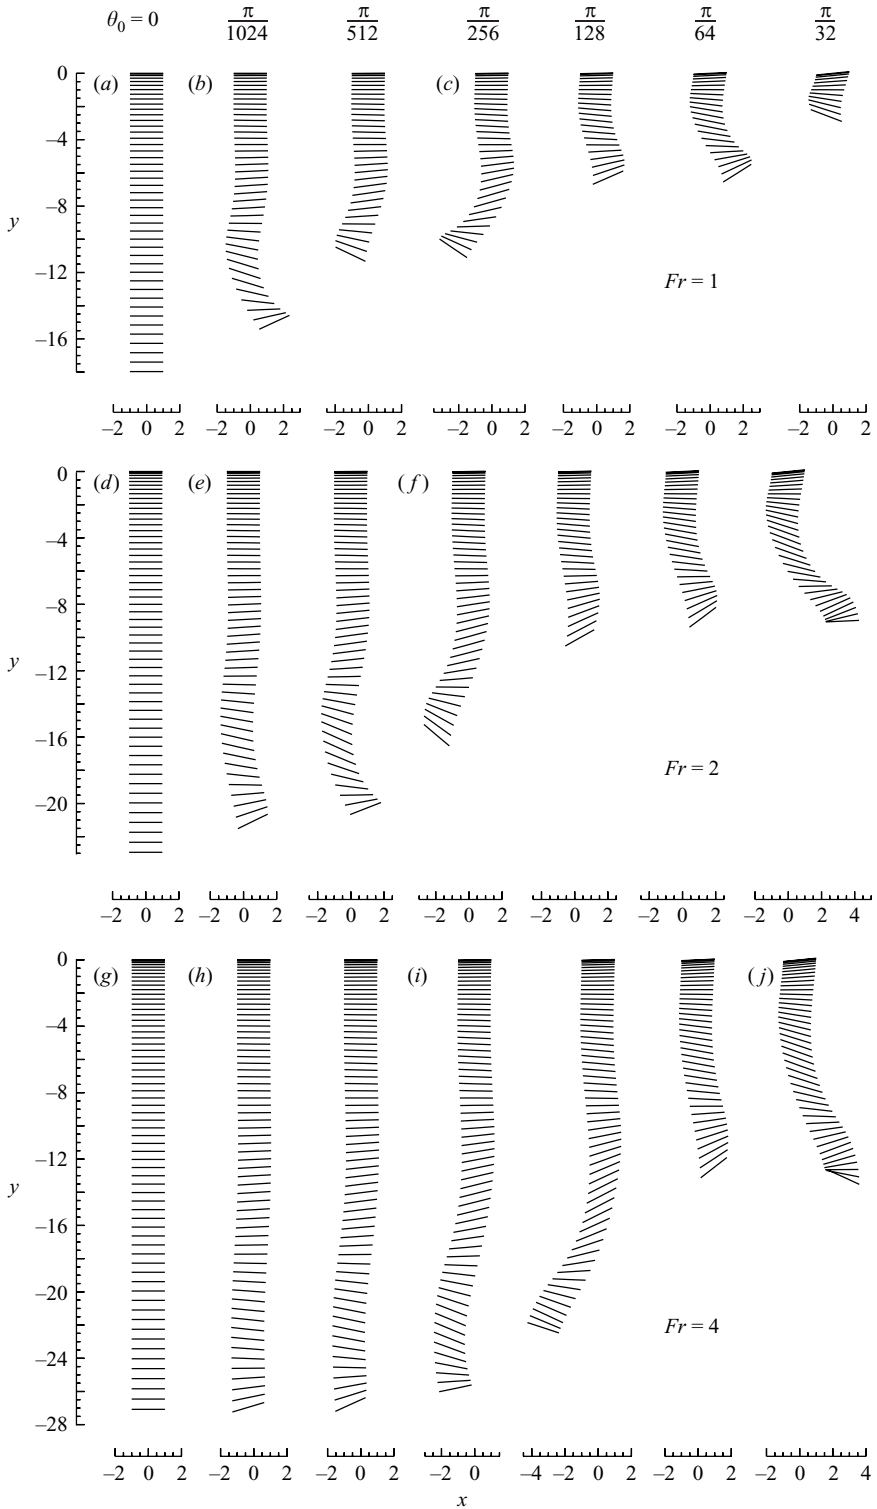 θ0 = 0 π/1024 π/512 π/256 π/128 π/64 π/32
0 (a) (b) (c)
–4
–8
y
–12 Fr = 1
–16
–2 0 2 –2 0 2 –2 0 2 –2 0 2 –2 0 2 –2 0 2 –2 0 2
0 (d) (e) (f)
–4
–8
y
–12
–16 Fr = 2
–20
–2 0 2 –2 0 2 –2 0 2 –2 0 2 –2 0 2 –2 0 2 –2 0 2 4
0 (g) (h) (i) (j)
–4
–8
–12
y
–16
–20 Fr = 4
–24
–28
–2 0 2 –2 0 2 –2 0 2 –2 0 2 –4 –2 0 2 –2 0 2 –2 0 2 4
x